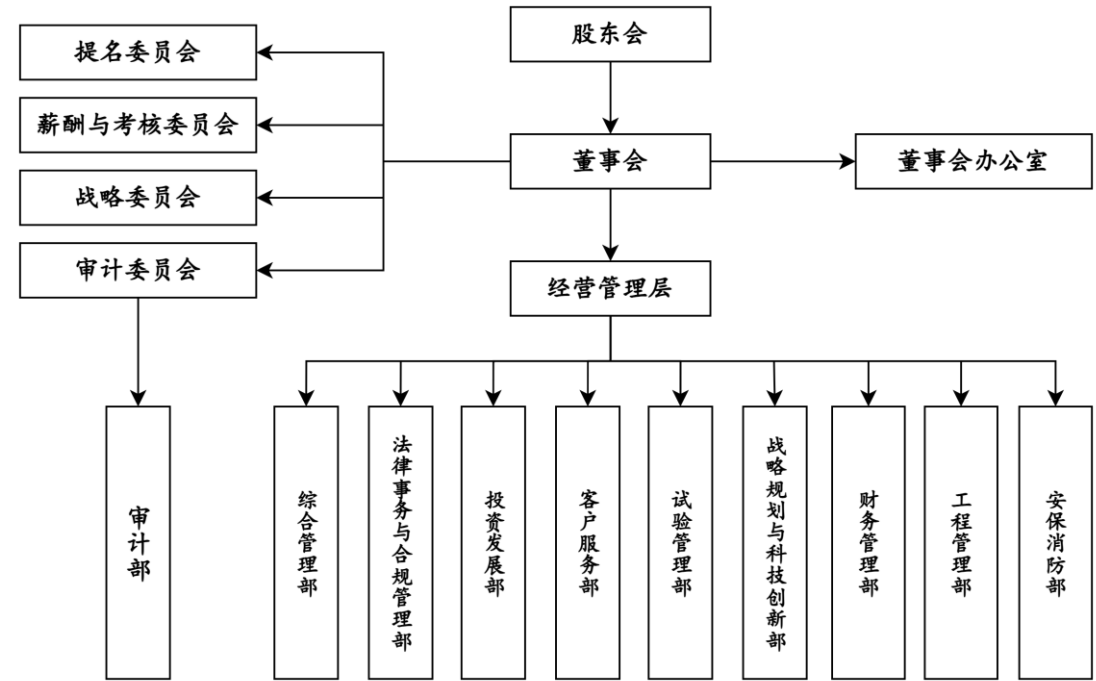 股东会
提名委员会
薪酬与考核委员会
董事会
董事会办公室
战略委员会
审计委员会
经营管理层
审计部
综合管理部
法律事务与合规管理部
投资发展部
客户服务部
试验管理部
战略规划与科技创新部
财务管理部
工程管理部
安保消防部